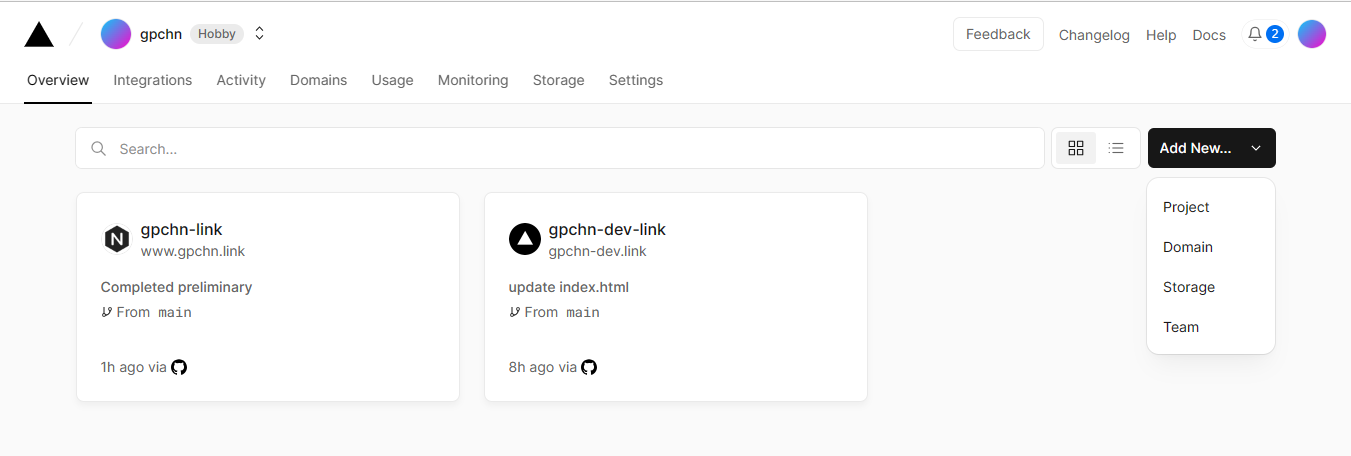 gpchn Hobby
Feedback Changelog Help Docs 2
Overview Integrations Activity Domains Usage Monitoring Storage Settings
Search...
Add New...
Project
Domain
Storage
Team
N
gpchn-link
www.gpchn.link
Completed preliminary
From main
1h ago via
gpchn-dev-link
gpchn-dev.link
update index.html
From main
8h ago via